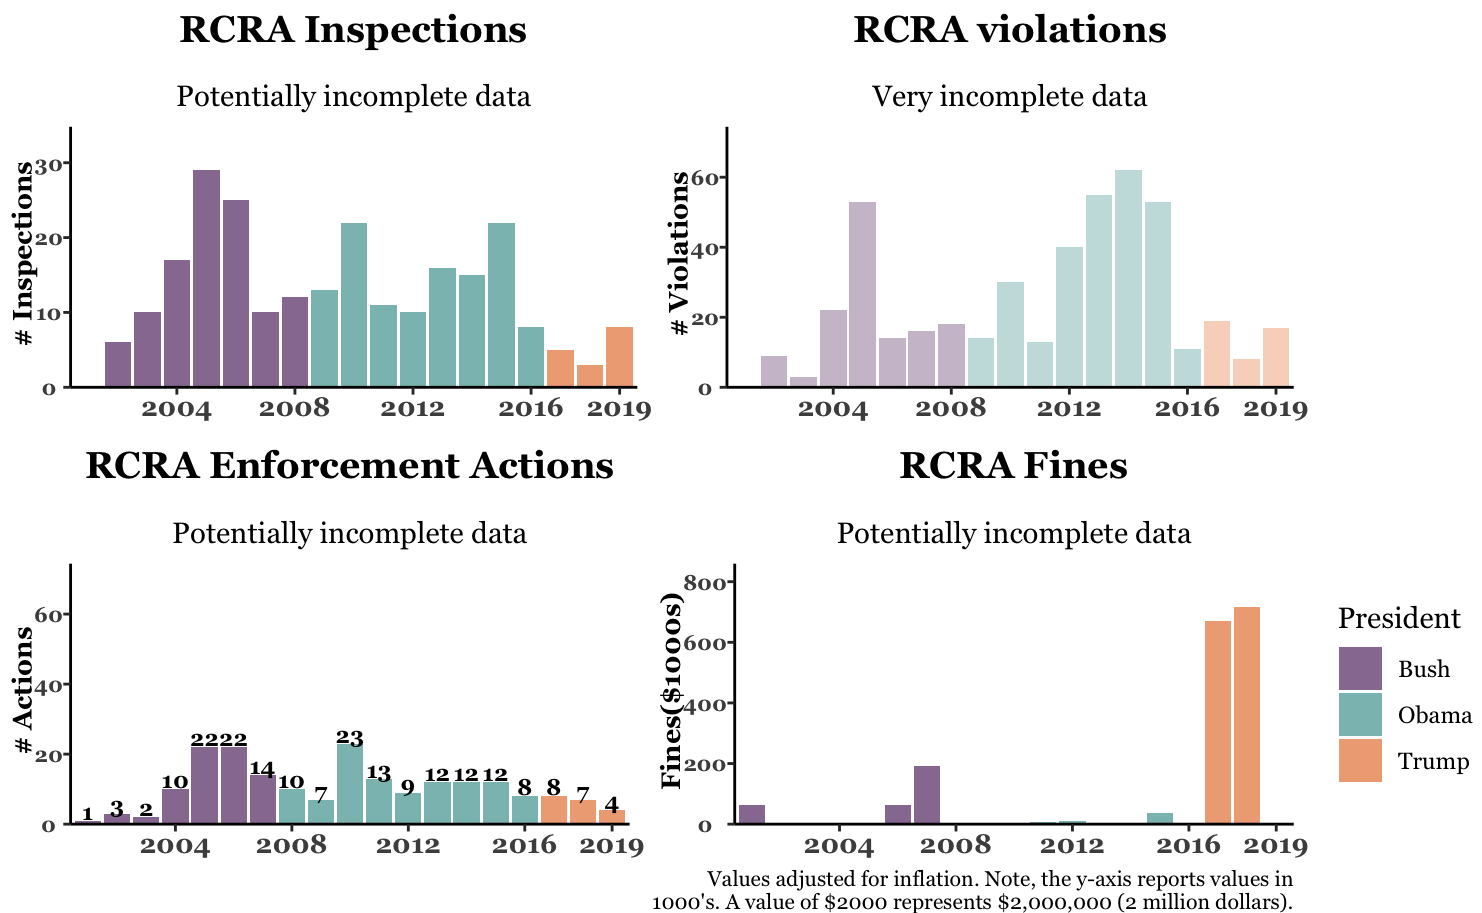 RCRA Inspections
Potentially incomplete data
# Inspections
30
20
10
0
2004 2008 2012 2016 2019
RCRA violations
Very incomplete data
# Violations
60
40
20
0
2004 2008 2012 2016 2019
RCRA Enforcement Actions
Potentially incomplete data
# Actions
60
40
20
0
1 3 2 10 22 22 14 10 7 23 13 9 12 12 12 8 8 7 4
2004 2008 2012 2016 2019
RCRA Fines
Potentially incomplete data
Fines($1000s)
800
600
400
200
0
2004 2008 2012 2016 2019
President
Bush
Obama
Trump
Values adjusted for inflation. Note, the y-axis reports values in
1000's. A value of $2000 represents $2,000,000 (2 million dollars).